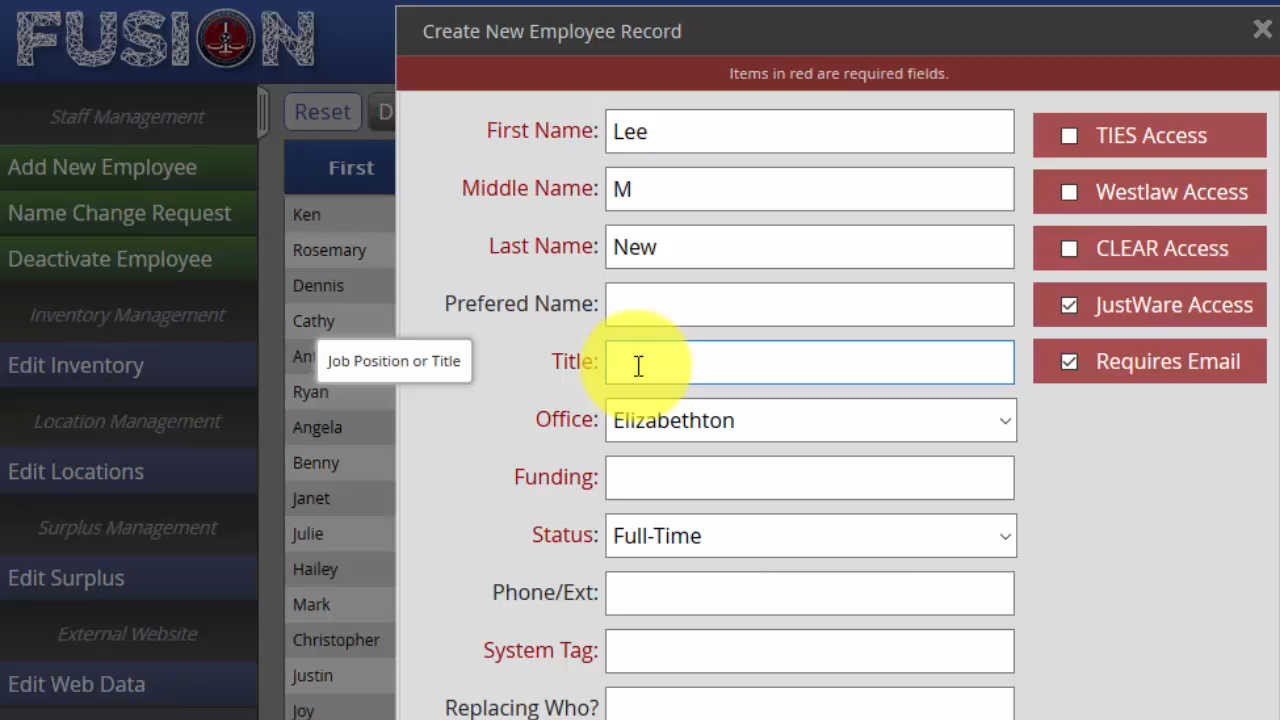 FUSION
Create New Employee Record
Items in red are required fields.
Staff Management
Add New Employee
Name Change Request
Deactivate Employee
Inventory Management
Edit Inventory
Location Management
Edit Locations
Surplus Management
Edit Surplus
External Website
Edit Web Data
Reset
D
First
Ken
Rosemary
Dennis
Cathy
Ant
Ryan
Angela
Benny
Janet
Julie
Hailey
Mark
Christopher
Justin
Joy
Job Position or Title
First Name: Lee
Middle Name: M
Last Name: New
Prefered Name:
Title:
Office: Elizabethton
Funding:
Status: Full-Time
Phone/Ext:
System Tag:
Replacing Who?
TIES Access
Westlaw Access
CLEAR Access
JustWare Access
Requires Email